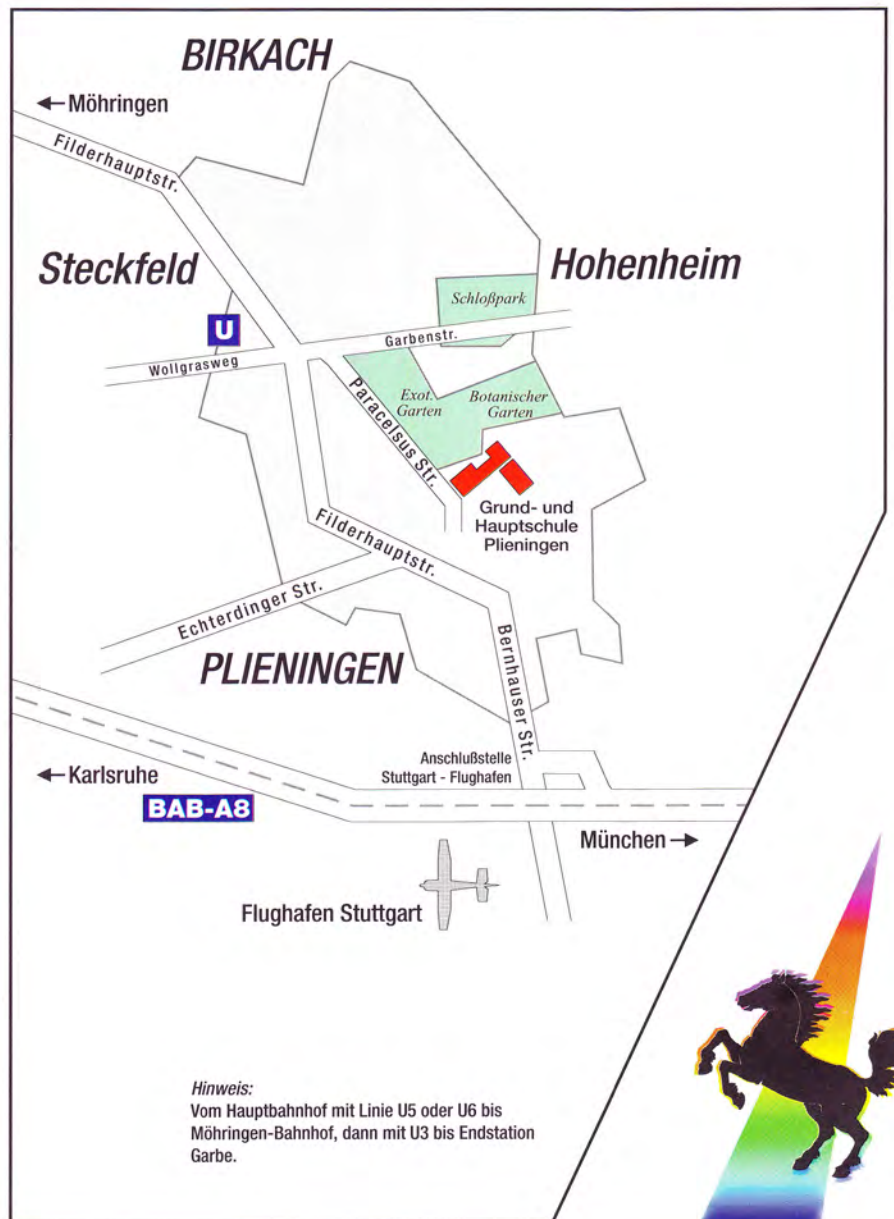 BIRKACH
← Möhringen
Filderhauptstr.
Steckfeld
Hohenheim
Schloßpark
U
Garbenstr.
Wollgrasweg
Paracelsus Str.
Exot.
Garten
Botanischer
Garten
Grund- und
Hauptschule
Plieningen
Filderhauptstr.
Echterdinger Str.
Bernhauser Str.
PLIENINGEN
Anschlußstelle
Stuttgart - Flughafen
← Karlsruhe
BAB-A8
München →
Flughafen Stuttgart
Hinweis:
Vom Hauptbahnhof mit Linie U5 oder U6 bis
Möhringen-Bahnhof, dann mit U3 bis Endstation
Garbe.